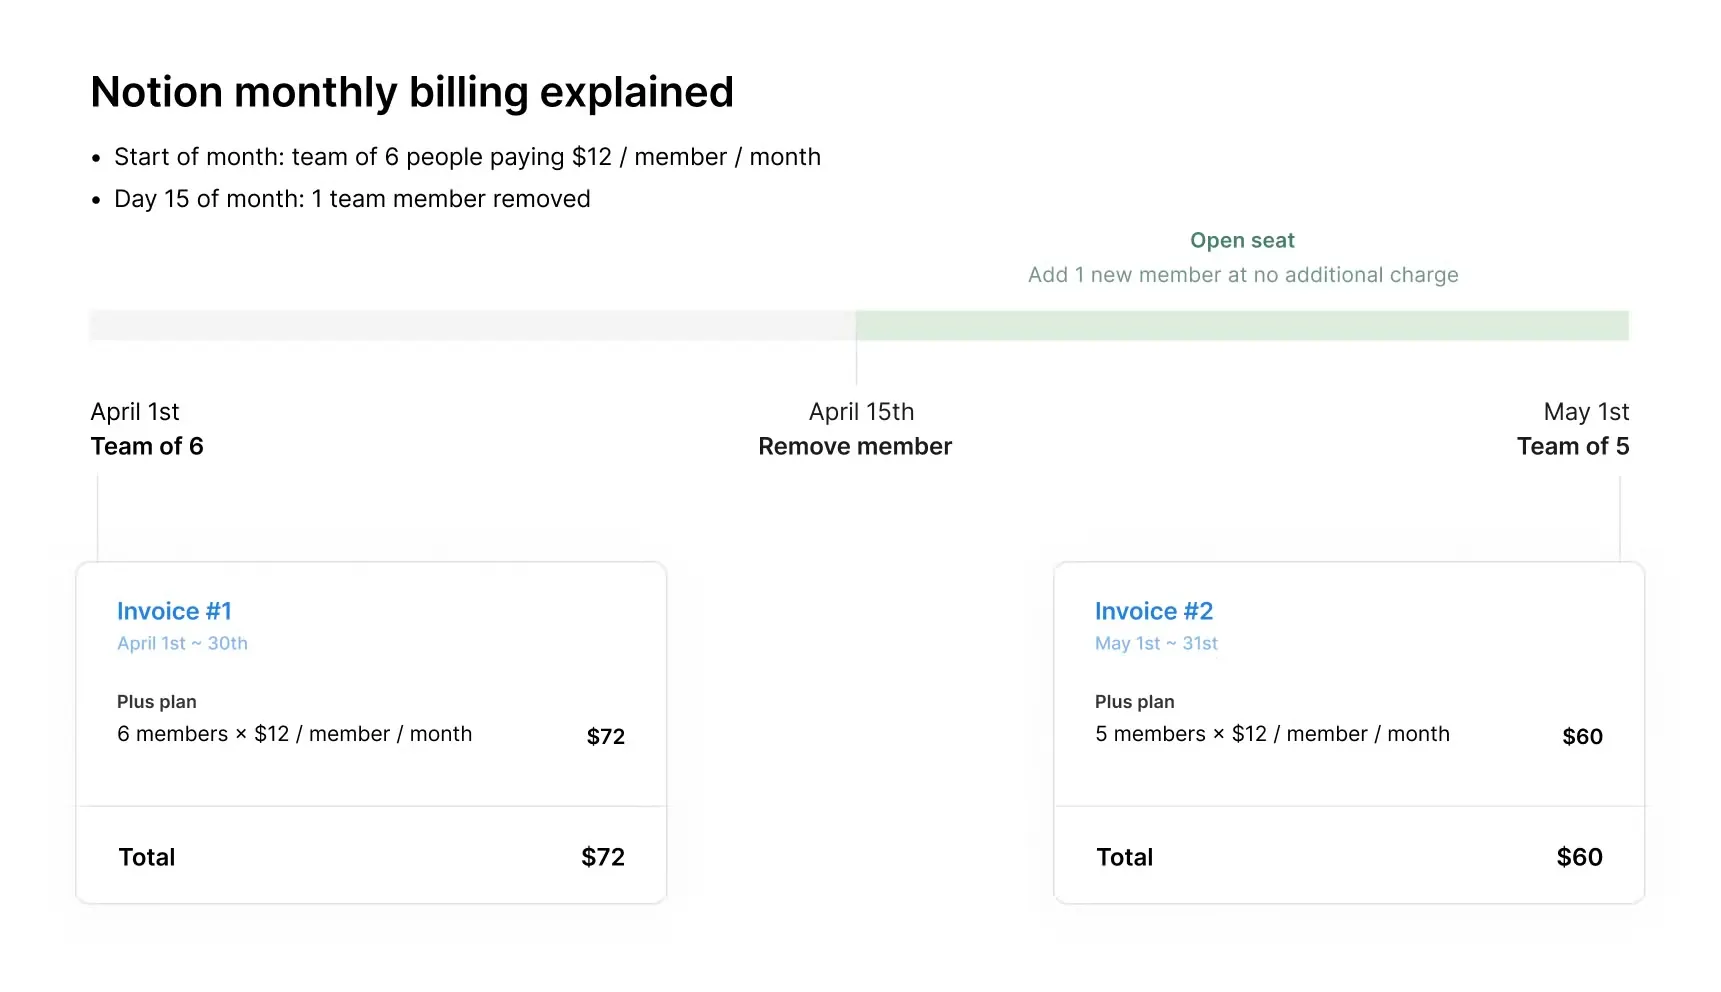 Notion monthly billing explained
• Start of month: team of 6 people paying $12 / member / month
• Day 15 of month: 1 team member removed
Open seat
Add 1 new member at no additional charge
April 1st
Team of 6
April 15th
Remove member
May 1st
Team of 5
Invoice #1
April 1st ~ 30th
Plus plan
6 members × $12 / member / month $72
Total $72
Invoice #2
May 1st ~ 31st
Plus plan
5 members × $12 / member / month $60
Total $60